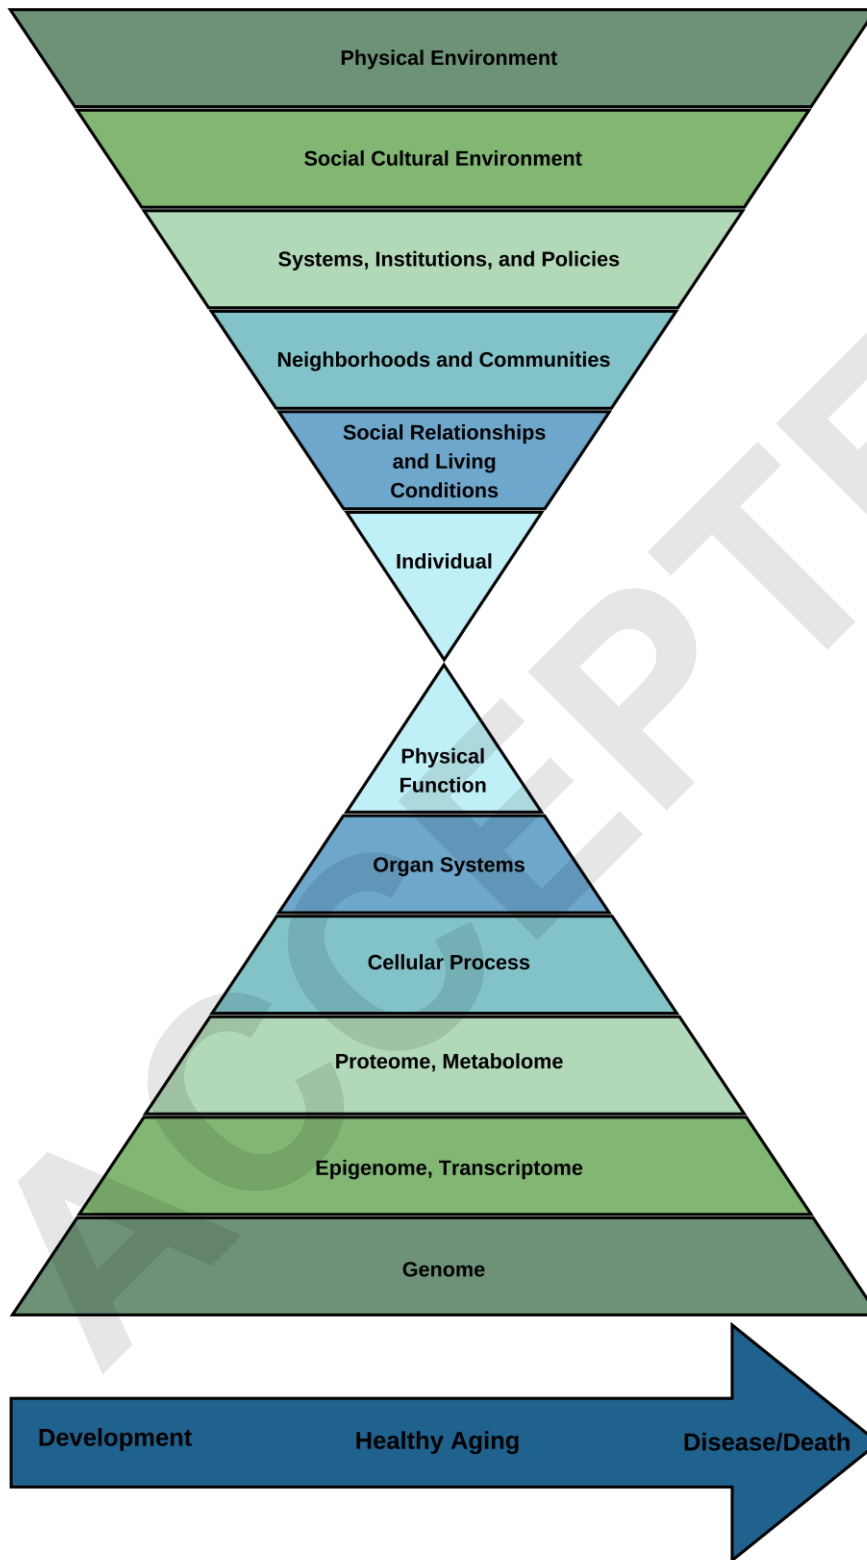 Physical Environment
Social Cultural Environment
Systems, Institutions, and Policies
Neighborhoods and Communities
Social Relationships
and Living
Conditions
Individual
Physical
Function
Organ Systems
Cellular Process
Proteome, Metabolome
Epigenome, Transcriptome
Genome
Development Healthy Aging Disease/Death
ACCEPTE